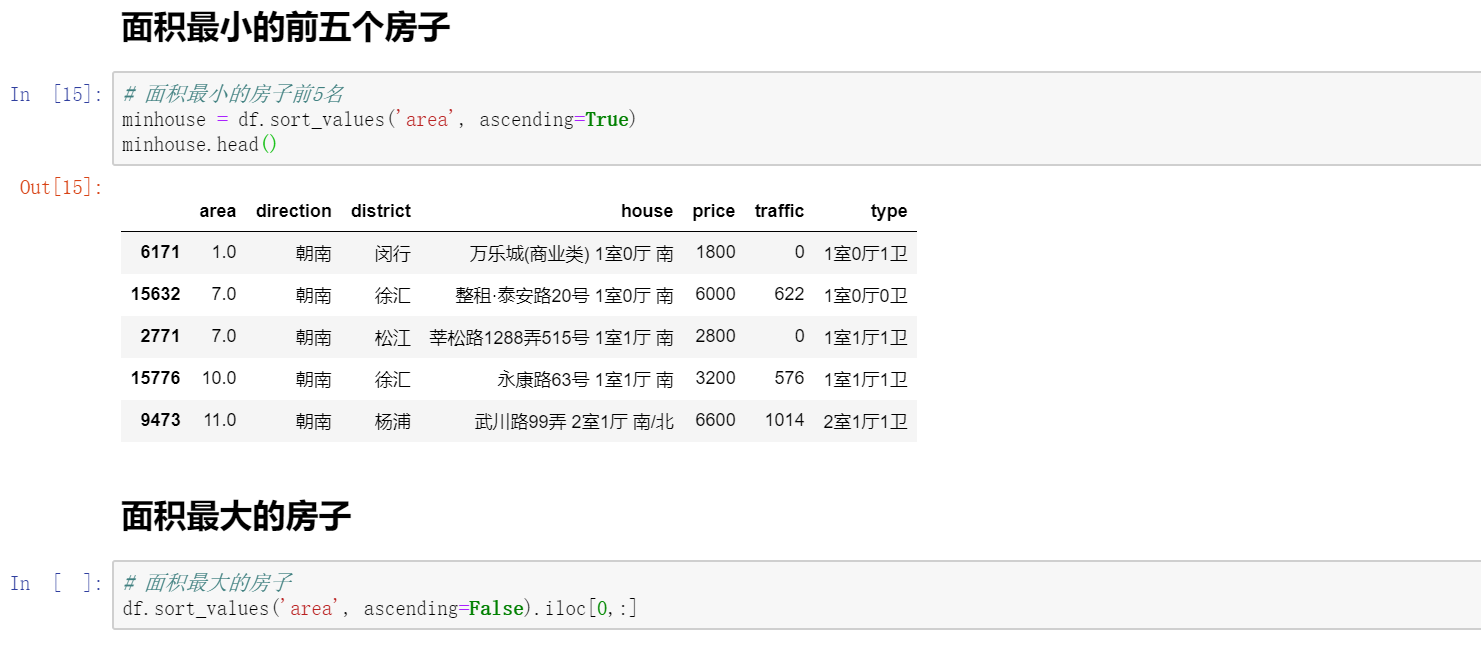 面积最小的前五个房子
In [15]: # 面积最小的房子前5名
minhouse = df.sort_values('area', ascending=True)
minhouse.head()
Out[15]:
area direction district house price traffic type
6171 1.0 朝南 闵行 万乐城(商业类) 1室0厅 南 1800 0 1室0厅1卫
15632 7.0 朝南 徐汇 整租·泰安路20号 1室0厅 南 6000 622 1室0厅0卫
2771 7.0 朝南 松江 莘松路1288弄515号 1室1厅 南 2800 0 1室1厅1卫
15776 10.0 朝南 徐汇 永康路63号 1室1厅 南 3200 576 1室1厅1卫
9473 11.0 朝南 杨浦 武川路99弄 2室1厅 南/北 6600 1014 2室1厅1卫
面积最大的房子
In [ ]: # 面积最大的房子
df.sort_values('area', ascending=False).iloc[0,:]